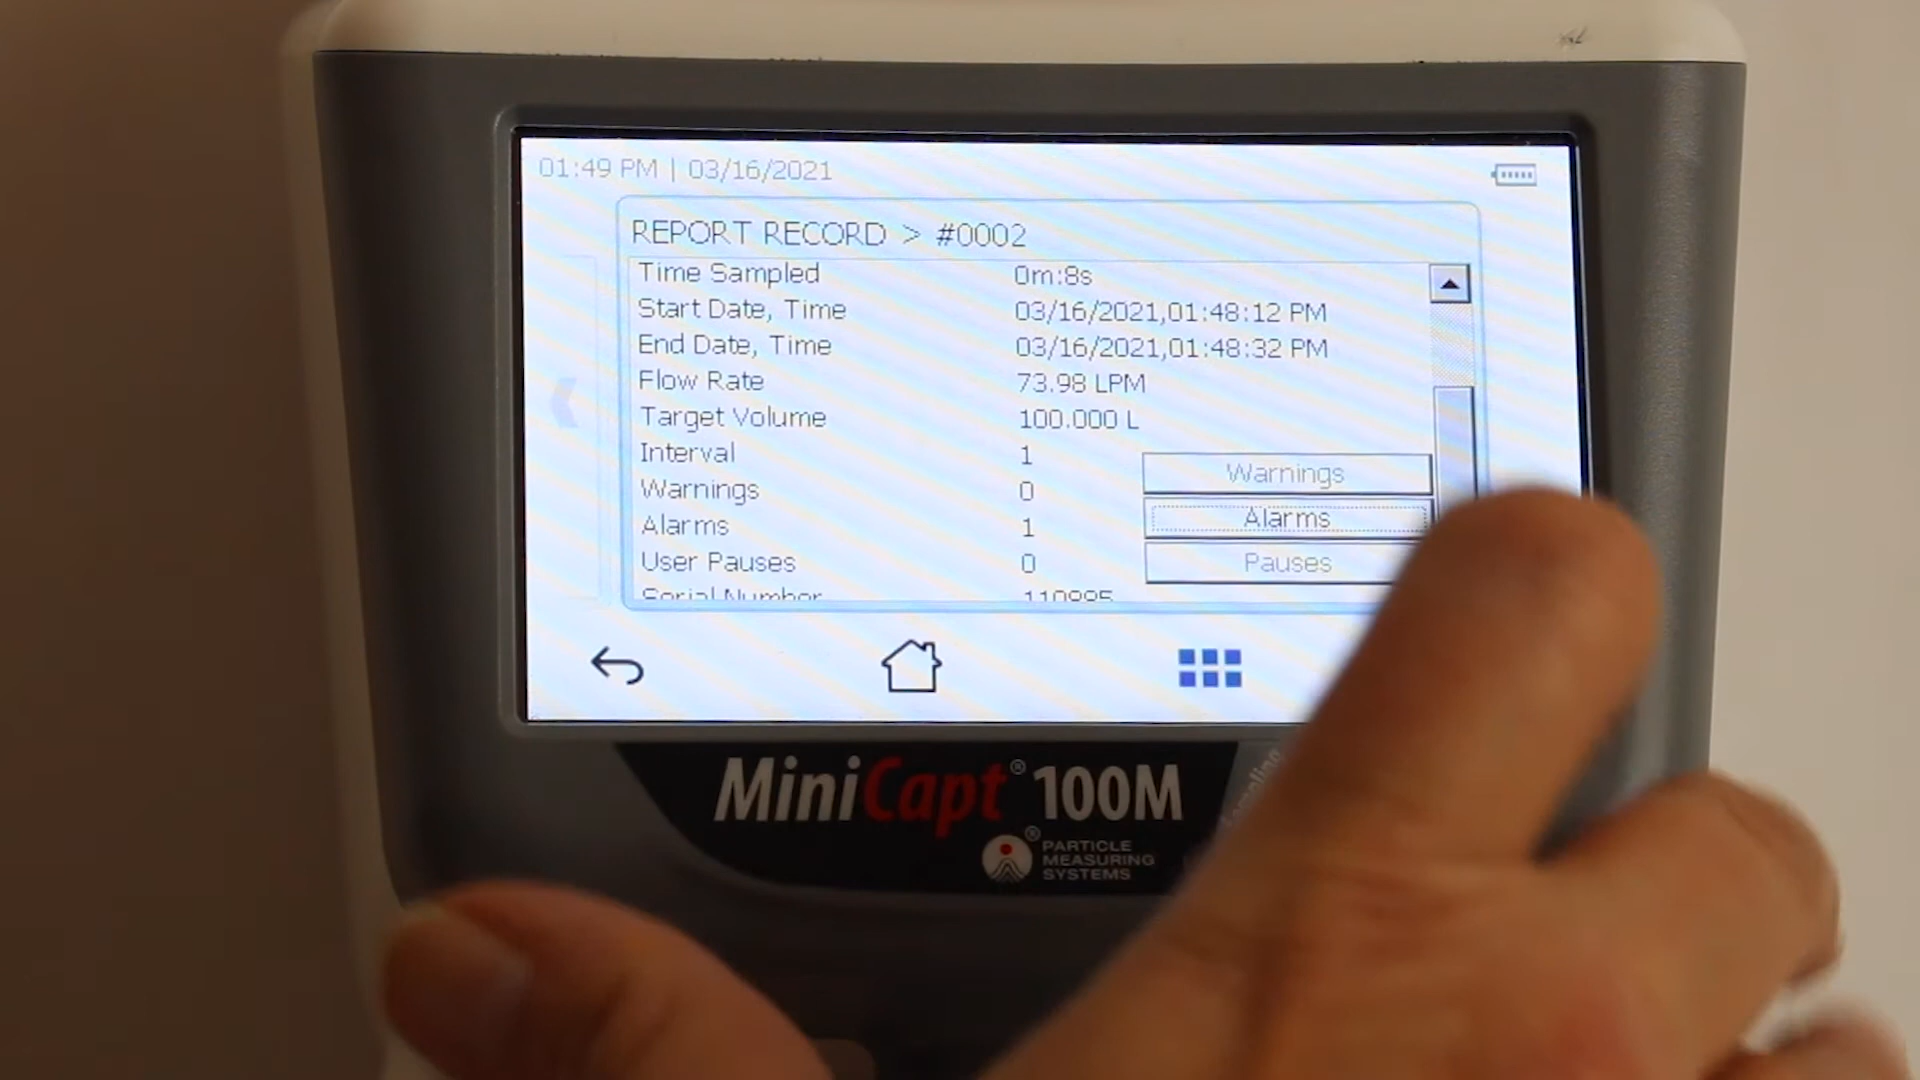 01:49 PM | 03/16/2021
REPORT RECORD > #0002
Time Sampled 0m:8s
Start Date, Time 03/16/2021,01:48:12 PM
End Date, Time 03/16/2021,01:48:32 PM
Flow Rate 73.98 LPM
Target Volume 100.000 L
Interval 1
Warnings 0 Warnings
Alarms 1 Alarms
User Pauses 0 Pauses
Serial Number 110885
MiniCapt® 100M
PARTICLE
MEASURING
SYSTEMS®